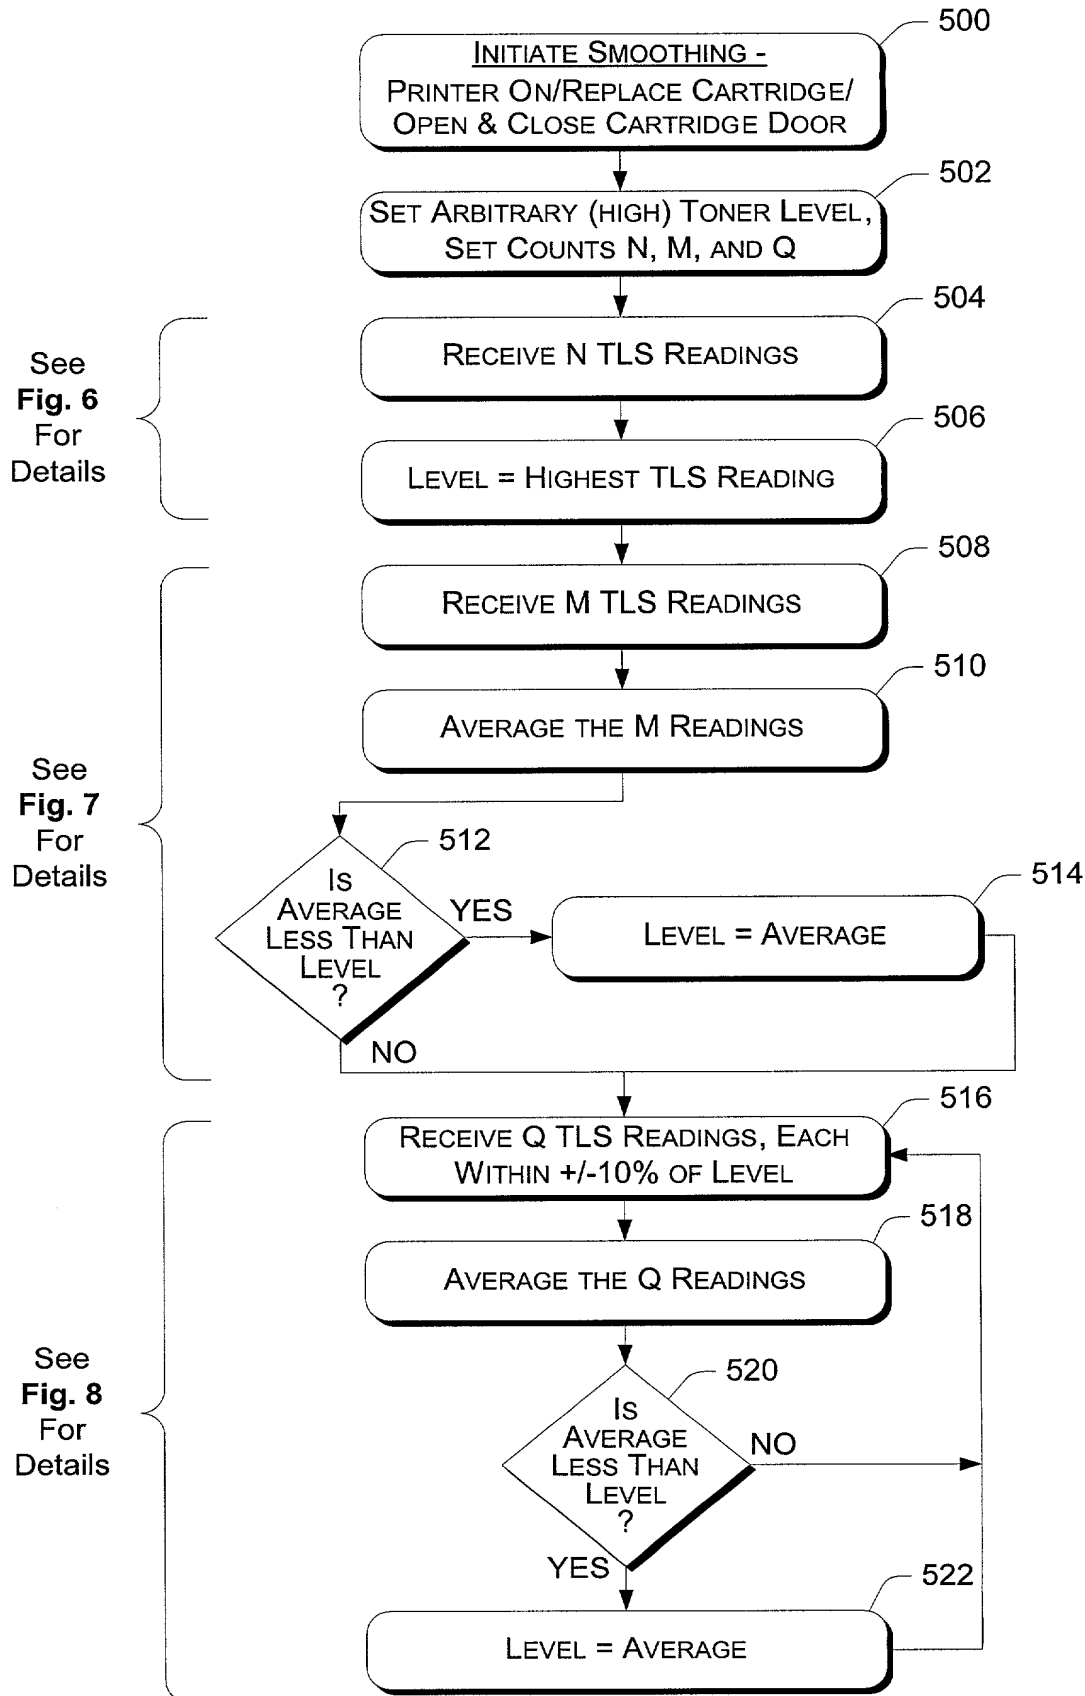 500
INITIATE SMOOTHING -
PRINTER ON/REPLACE CARTRIDGE/
OPEN & CLOSE CARTRIDGE DOOR
502
SET ARBITRARY (HIGH) TONER LEVEL,
SET COUNTS N, M, AND Q
504
RECEIVE N TLS READINGS
See
Fig. 6
For
Details
506
LEVEL = HIGHEST TLS READING
508
RECEIVE M TLS READINGS
510
AVERAGE THE M READINGS
See
Fig. 7
For
Details
512
IS
AVERAGE
LESS THAN
LEVEL
?
YES
514
LEVEL = AVERAGE
NO
516
RECEIVE Q TLS READINGS, EACH
WITHIN +/-10% OF LEVEL
518
AVERAGE THE Q READINGS
See
Fig. 8
For
Details
520
IS
AVERAGE
LESS THAN
LEVEL
?
NO
YES
522
LEVEL = AVERAGE